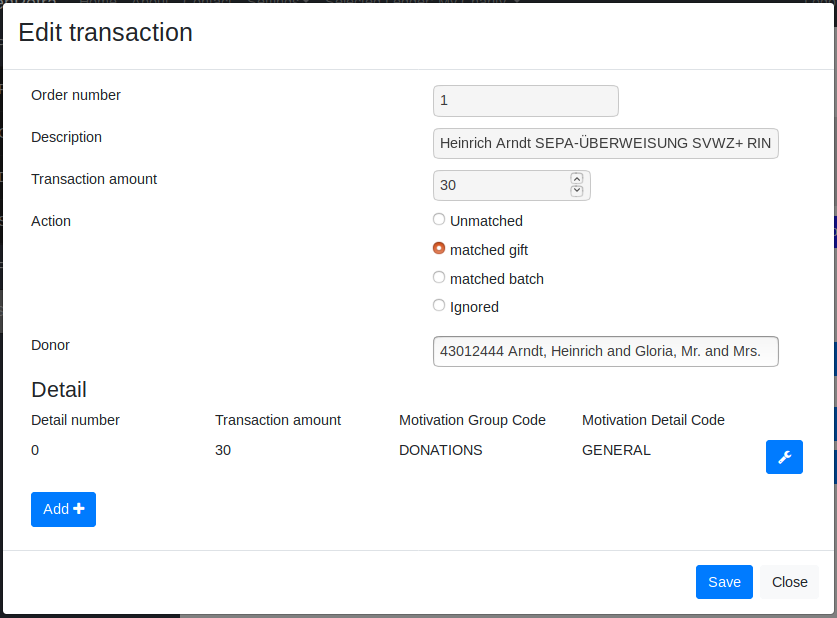 Edit transaction
Order number
1
Description
Heinrich Arndt SEPA-ÜBERWEISUNG SVWZ+ RIN
Transaction amount
30
Action
Unmatched
matched gift
matched batch
Ignored
Donor
43012444 Arndt, Heinrich and Gloria, Mr. and Mrs.
Detail
Detail number Transaction amount Motivation Group Code Motivation Detail Code
0 30 DONATIONS GENERAL
Add
Save Close